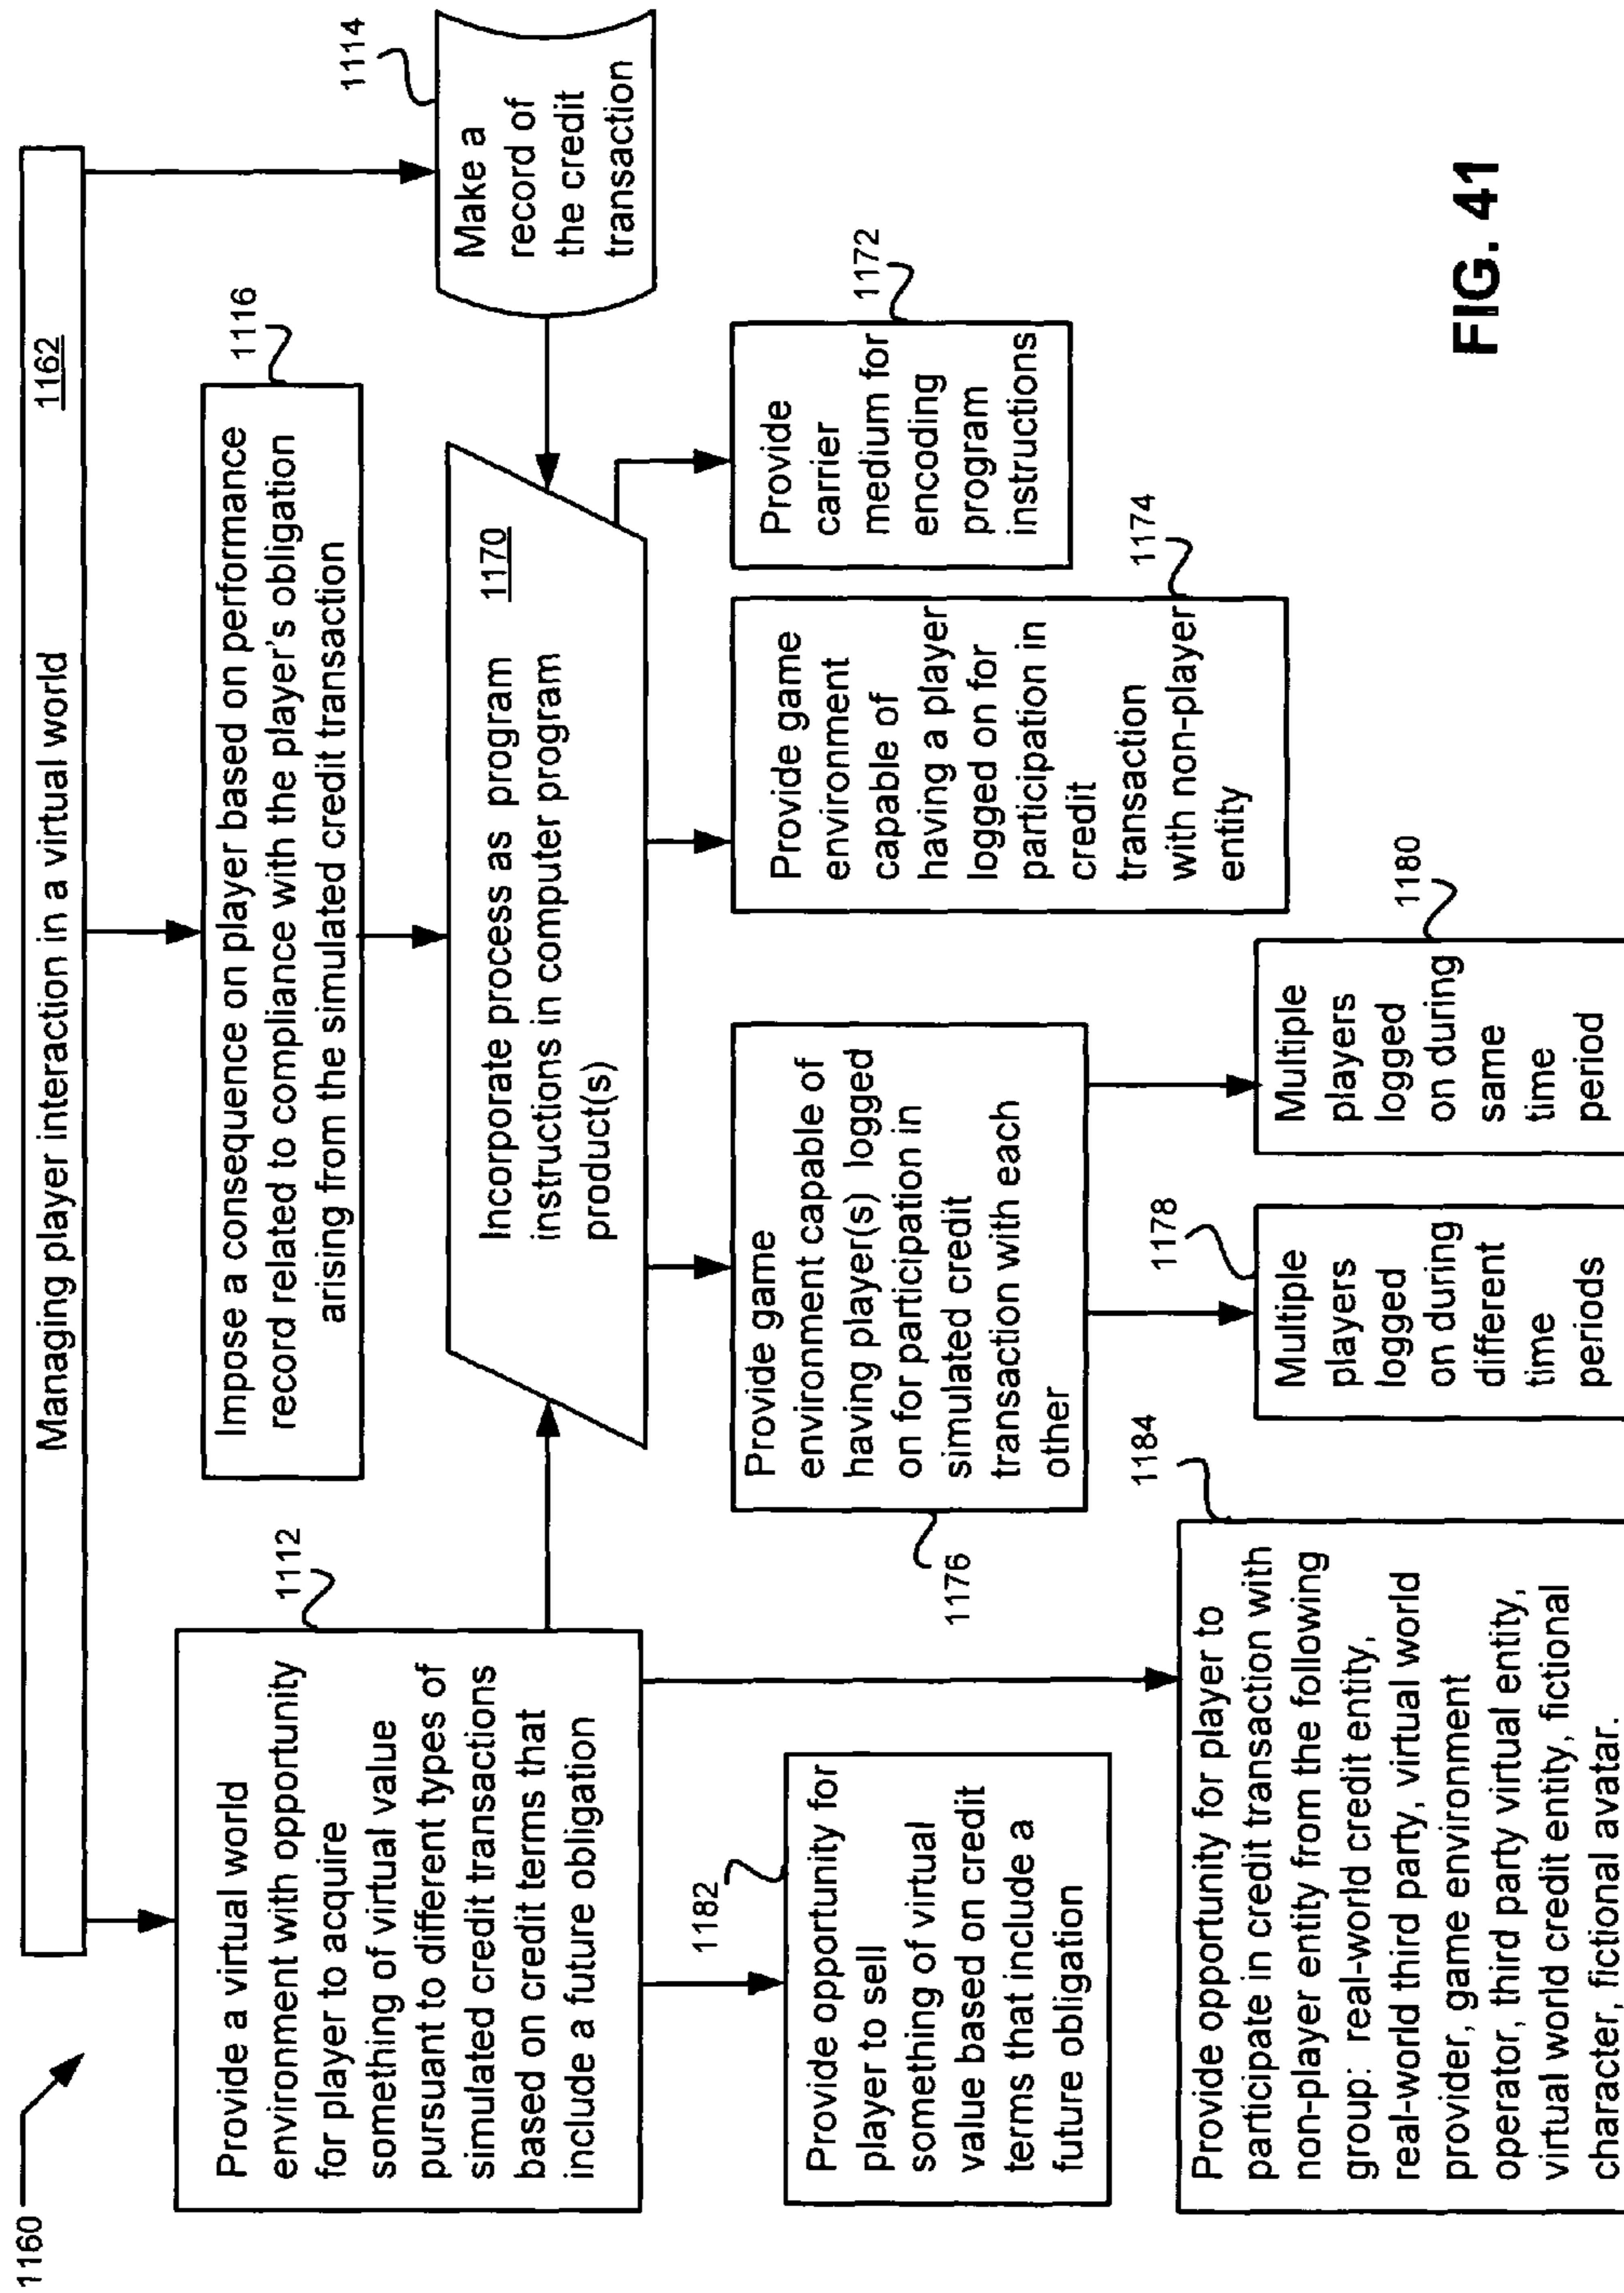 1160
Managing player interaction in a virtual world
1162
1112
Provide a virtual world
environment with opportunity
for player to acquire
something of virtual value
pursuant to different types of
simulated credit transactions
based on credit terms that
include a future obligation
1116
Impose a consequence on player based on performance
record related to compliance with the player's obligation
arising from the simulated credit transaction
1114
Make a
record of
the credit
transaction
Incorporate process as program
instructions in computer program
product(s)
1170
1182
Provide opportunity for
player to sell
something of virtual
value based on credit
terms that include a
future obligation
1176
Provide game
environment capable of
having player(s) logged
on for participation in
simulated credit
transaction with each
other
Provide game
environment
capable of
having a player
logged on for
participation in
credit
transaction
with non-player
entity
1174
Provide
carrier
medium for
encoding
program
instructions
1172
1184
Provide opportunity for player to
participate in credit transaction with
non-player entity from the following
group: real-world credit entity,
real-world third party, virtual world
provider, game environment
operator, third party virtual entity,
virtual world credit entity, fictional
character, fictional avatar.
1178
Multiple
players
logged
on during
different
time
periods
1180
Multiple
players
logged
on during
same
time
period
FIG. 41